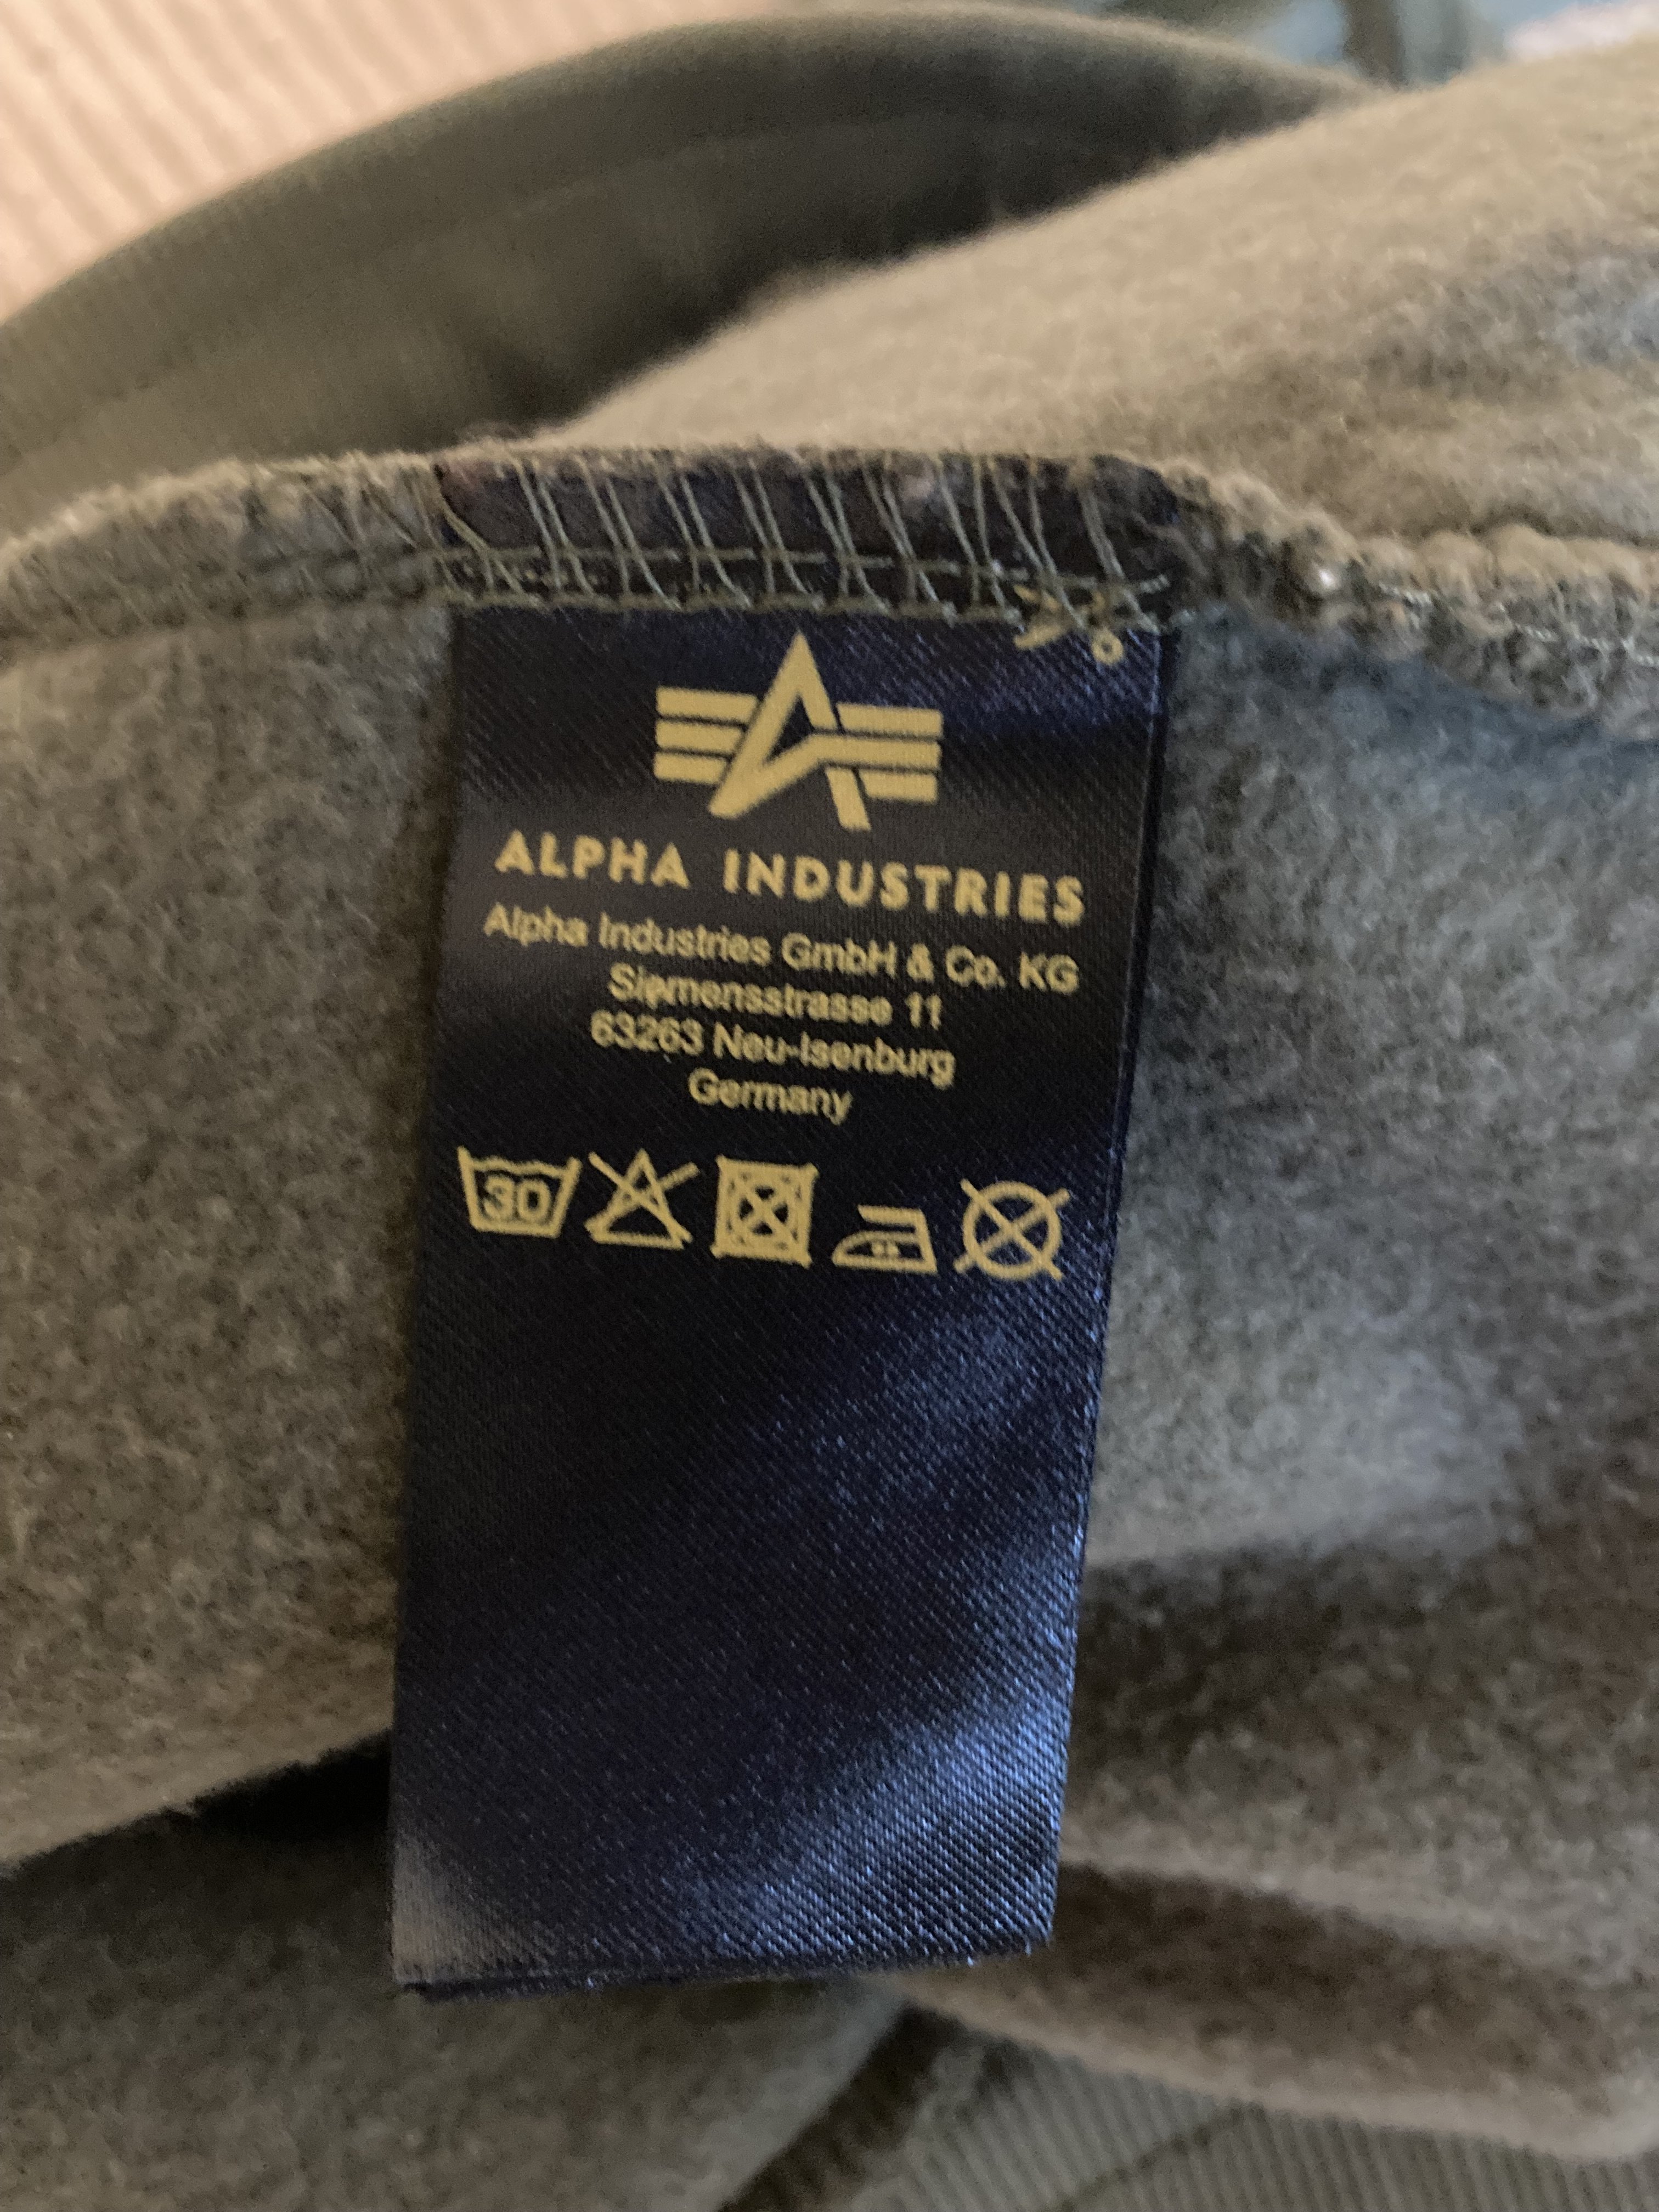 ALPHA INDUSTRIES
Alpha Industries GmbH & Co. KG
Siemensstrasse 11
63263 Neu-Isenburg
Germany
30